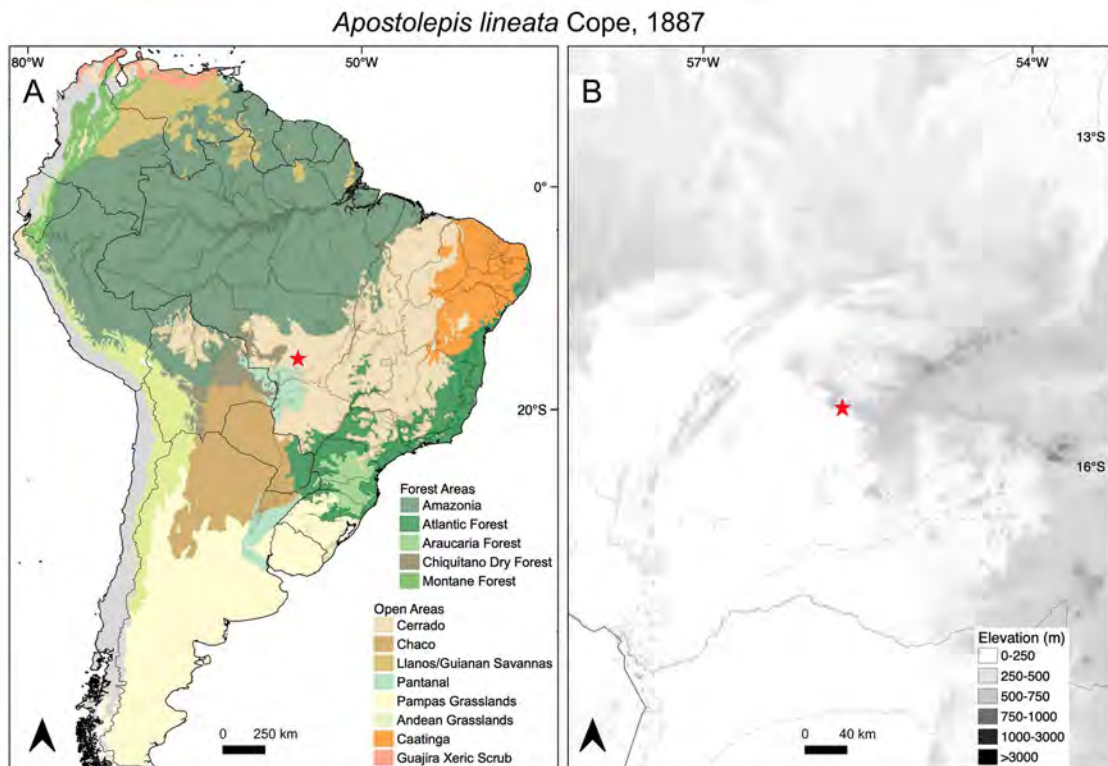 Apostolepis lineata Cope, 1887
80°W
50°W
A
0°
20°S
Forest Areas
Amazonia
Atlantic Forest
Araucaria Forest
Chiquitano Dry Forest
Montane Forest
Open Areas
Cerrado
Chaco
Llanos/Guianan Savannas
Pantanal
Pampas Grasslands
Andean Grasslands
Caatinga
Guajira Xeric Scrub
0 250 km
B
57°W
54°W
13°S
16°S
Elevation (m)
0-250
250-500
500-750
750-1000
1000-3000
>3000
0 40 km